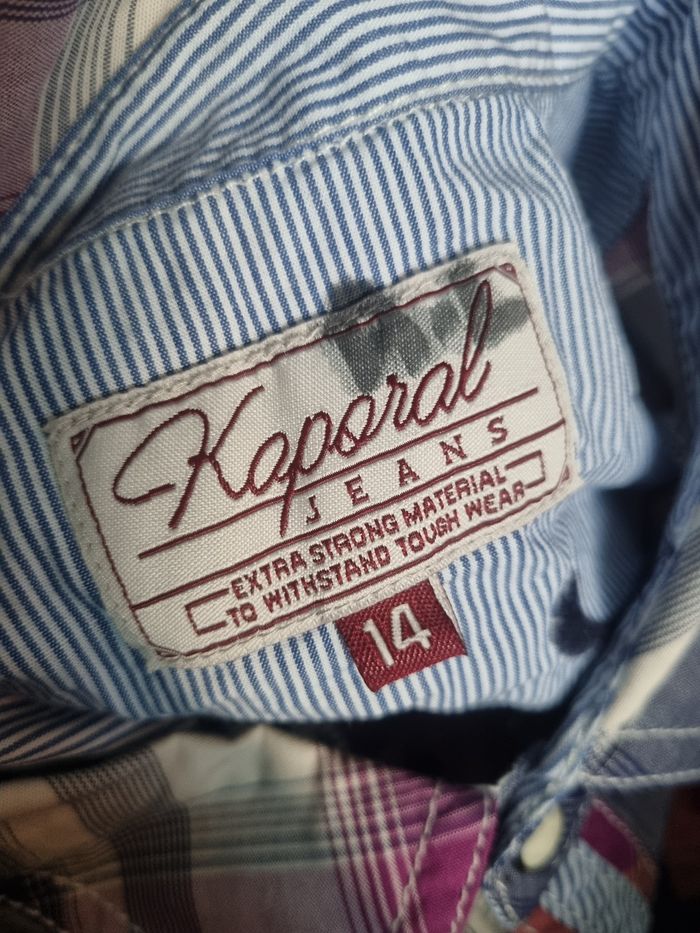 Kaporal
JEANS
EXTRA STRONG MATERIAL
TO WITHSTAND TOUGH WEAR
14